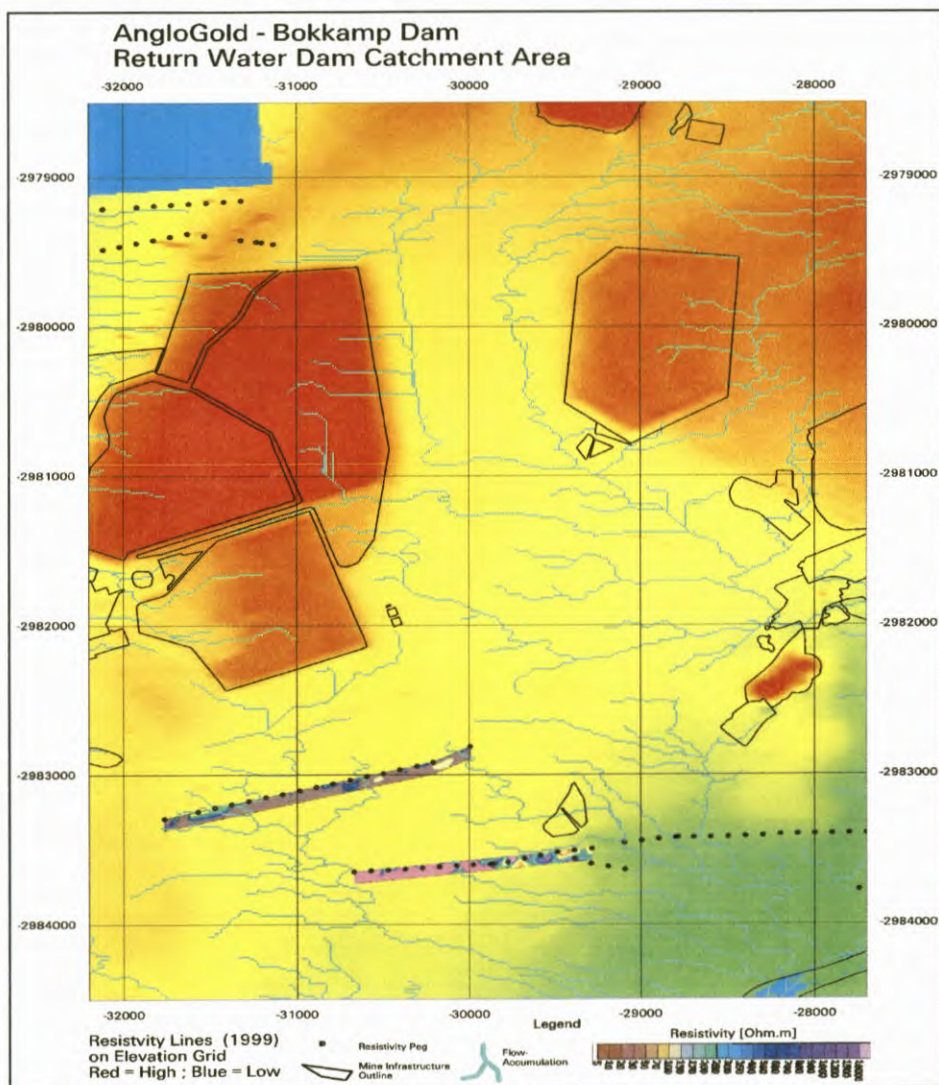 AngloGold - Bokkamp Dam
Return Water Dam Catchment Area
-32000 -31000 -30000 -29000 -28000
-2979000 -2979000
-2980000 -2980000
-2981000 -2981000
-2982000 -2982000
-2983000 -2983000
-2984000 -2984000
-32000 -31000 -30000 -29000 -28000
Legend
Resistvity Lines (1999)
on Elevation Grid
Red = High ; Blue = Low
Resistivity Peg
Mine Infrastructure
Outline
Flow-
Accumulation
Resistivity [Ohm.m]